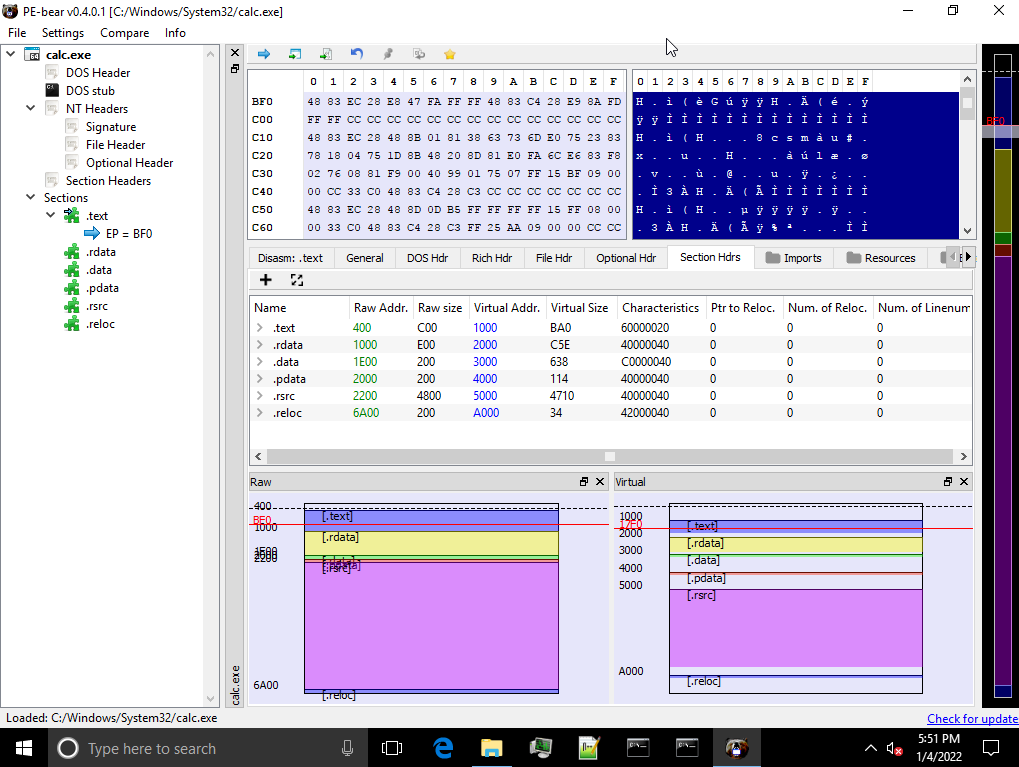 PE-bear v0.4.0.1 [C:/Windows/System32/calc.exe]
File Settings Compare Info
calc.exe
DOS Header
DOS stub
NT Headers
Signature
File Header
Optional Header
Section Headers
Sections
.text
EP = BF0
.rdata
.data
.pdata
.rsrc
.reloc
calc.exe
0 1 2 3 4 5 6 7 8 9 A B C D E F 0 1 2 3 4 5 6 7 8 9 A B C D E F
BF0 48 83 EC 28 E8 47 FA FF FF 48 83 C4 28 E9 8A FD H . ì ( è G ú ÿ ÿ H . Ä ( é . ý
C00 FF FF CC CC CC CC CC CC CC CC CC CC CC CC CC CC ÿ ÿ Ì Ì Ì Ì Ì Ì Ì Ì Ì Ì Ì Ì Ì Ì
C10 48 83 EC 28 48 8B 01 81 38 63 73 6D E0 75 23 83 H . ì ( H . . . 8 c s m à u # .
C20 78 18 04 75 1D 8B 48 20 8D 81 E0 FA 6C E6 83 F8 x . . u . . H . . à ú l æ . ø
C30 02 76 08 81 F9 00 40 99 01 75 07 FF 15 BF 09 00 . v . . ù . @ . . u . ÿ . ¿ . .
C40 00 CC 33 C0 48 83 C4 28 C3 CC CC CC CC CC CC CC . Ì 3 À H . Ä ( Ã Ì Ì Ì Ì Ì Ì Ì
C50 48 83 EC 28 48 8D 0D B5 FF FF FF FF 15 FF 08 00 H . ì ( H . . µ ÿ ÿ ÿ ÿ . ÿ . .
C60 00 33 C0 48 83 C4 28 C3 FF 25 AA 09 00 00 CC CC . 3 À H . Ä ( Ã ÿ % ª . . . Ì Ì
BF0
Disasm: .text General DOS Hdr Rich Hdr File Hdr Optional Hdr Section Hdrs Imports Resources
Name Raw Addr. Raw size Virtual Addr. Virtual Size Characteristics Ptr to Reloc. Num. of Reloc. Num. of Linenum
.text 400 C00 1000 BA0 60000020 0 0 0
.rdata 1000 E00 2000 C5E 40000040 0 0 0
.data 1E00 200 3000 638 C0000040 0 0 0
.pdata 2000 200 4000 114 40000040 0 0 0
.rsrc 2200 4800 5000 4710 40000040 0 0 0
.reloc 6A00 200 A000 34 42000040 0 0 0
Raw
400
[.text]
BF0
1000
[.rdata]
2200
[.rsrc]
6A00
[.reloc]
Virtual
1000
[.text]
17F0
2000
[.rdata]
3000
[.data]
4000
[.pdata]
5000
[.rsrc]
A000
[.reloc]
Loaded: C:/Windows/System32/calc.exe Check for update
Type here to search
5:51 PM
1/4/2022